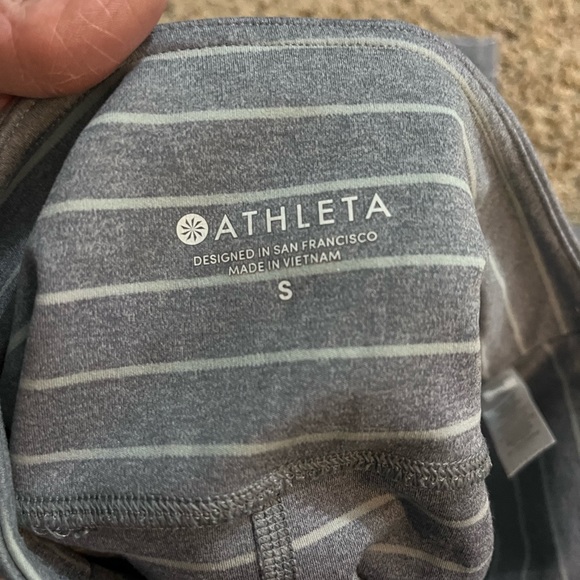 ATHLETA
DESIGNED IN SAN FRANCISCO
MADE IN VIETNAM
S